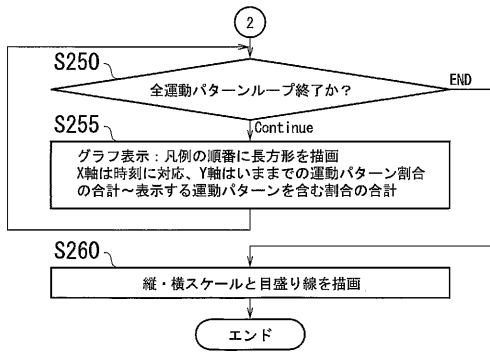 2
S250
全運動パターンループ終了か？
END
Continue
S255
グラフ表示：凡例の順番に長方形を描画
X軸は時刻に対応、Y軸はいままでの運動パターン割合
の合計～表示する運動パターンを含む割合の合計
S260
縦・横スケールと目盛り線を描画
エンド